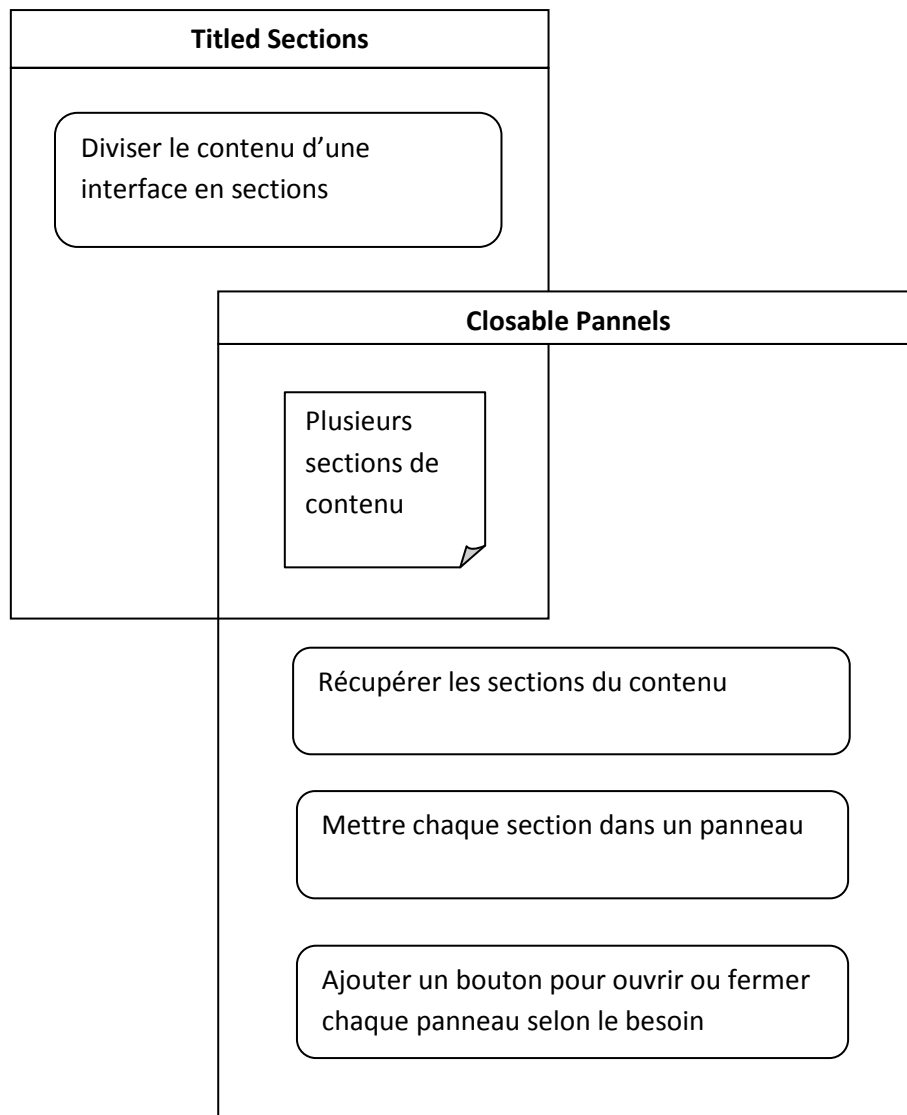 Titled Sections
Diviser le contenu d’une
interface en sections
Closable Pannels
Plusieurs
sections de
contenu
Récupérer les sections du contenu
Mettre chaque section dans un panneau
Ajouter un bouton pour ouvrir ou fermer
chaque panneau selon le besoin